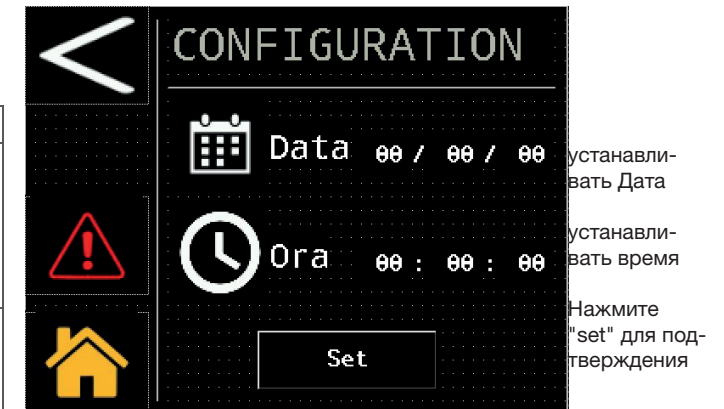 CONFIGURATION
Data 00 / 00 / 00
устанавли-
вать Дата
Ora 00 : 00 : 00
устанавли-
вать время
Set
Нажмите
"set" для под-
тверждения